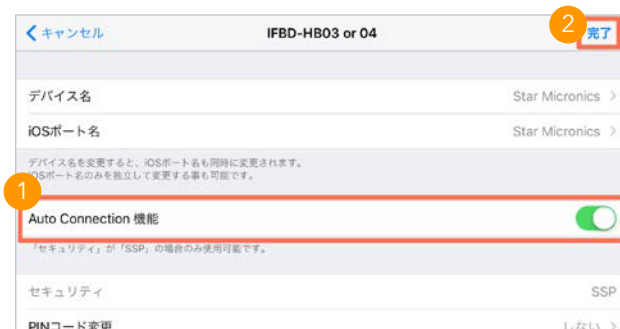 キャンセル
IFBD-HB03 or 04
2
完了
デバイス名
Star Micronics
iOSポート名
Star Micronics
デバイス名を変更すると、iOSポート名も同時に変更されます。
iOSポート名のみを独立して変更する事も可能です。
1
Auto Connection 機能
「セキュリティ」が「SSP」の場合のみ使用可能です。
セキュリティ
SSP
PINコード変更
しない